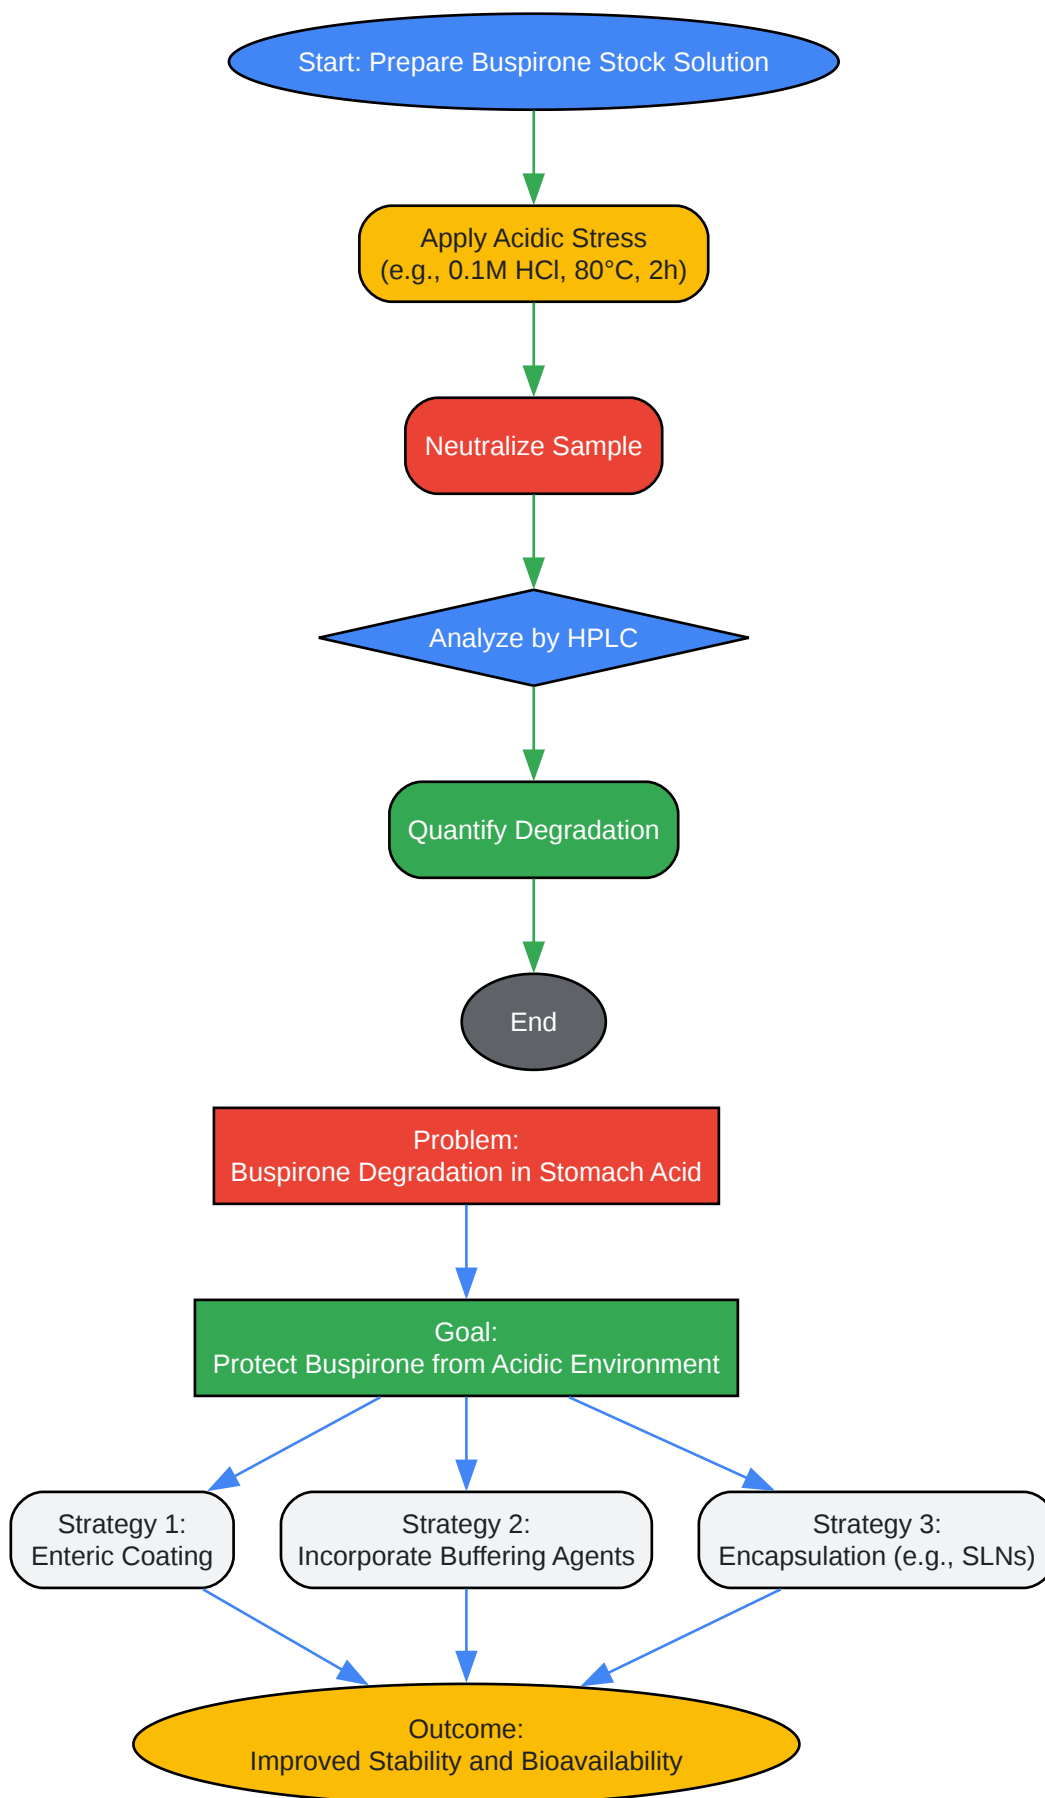 Start: Prepare Buspirone Stock Solution
Apply Acidic Stress
(e.g., 0.1M HCl, 80°C, 2h)
Neutralize Sample
Analyze by HPLC
Quantify Degradation
End
Problem:
Buspirone Degradation in Stomach Acid
Goal:
Protect Buspirone from Acidic Environment
Strategy 1:
Enteric Coating
Strategy 2:
Incorporate Buffering Agents
Strategy 3:
Encapsulation (e.g., SLNs)
Outcome:
Improved Stability and Bioavailability